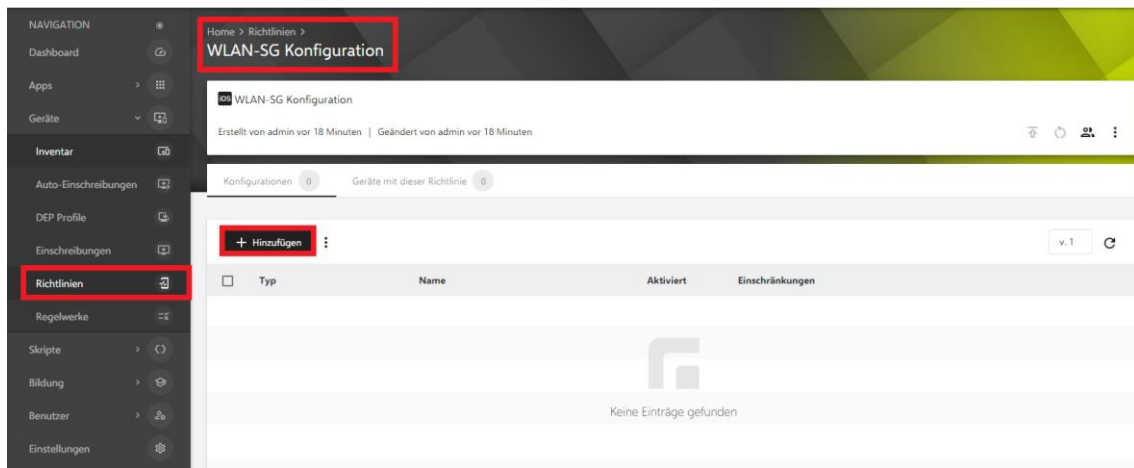 NAVIGATION
Dashboard
Apps
Geräte
Inventar
Auto-Einschreibungen
DEP Profile
Einschreibungen
Richtlinien
Regelwerke
Skripte
Bildung
Benutzer
Einstellungen
Home > Richtlinien >
WLAN-SG Konfiguration
iOS WLAN-SG Konfiguration
Erstellt von admin vor 18 Minuten | Geändert von admin vor 18 Minuten
Konfigurationen 0 Geräte mit dieser Richtlinie 0
+ Hinzufügen v. 1
Typ Name Aktiviert Einschränkungen
Keine Einträge gefunden